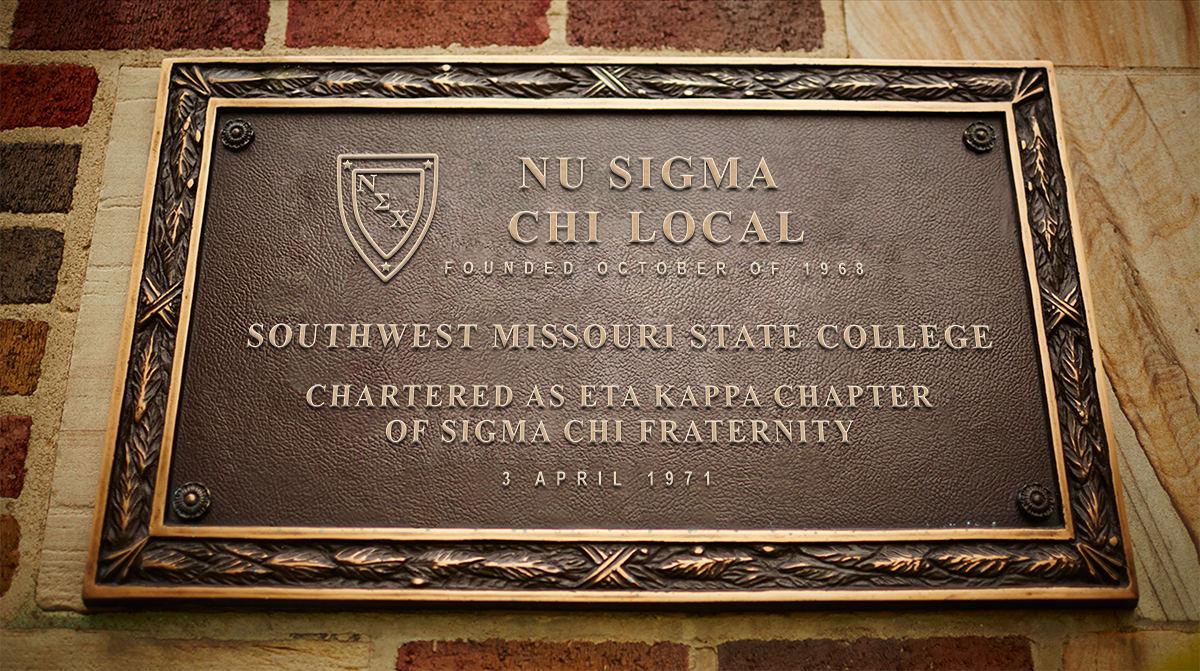 ΝΣΧ
NU SIGMA
CHI LOCAL
FOUNDED OCTOBER OF 1968
SOUTHWEST MISSOURI STATE COLLEGE
CHARTERED AS ETA KAPPA CHAPTER
OF SIGMA CHI FRATERNITY
3 APRIL 1971